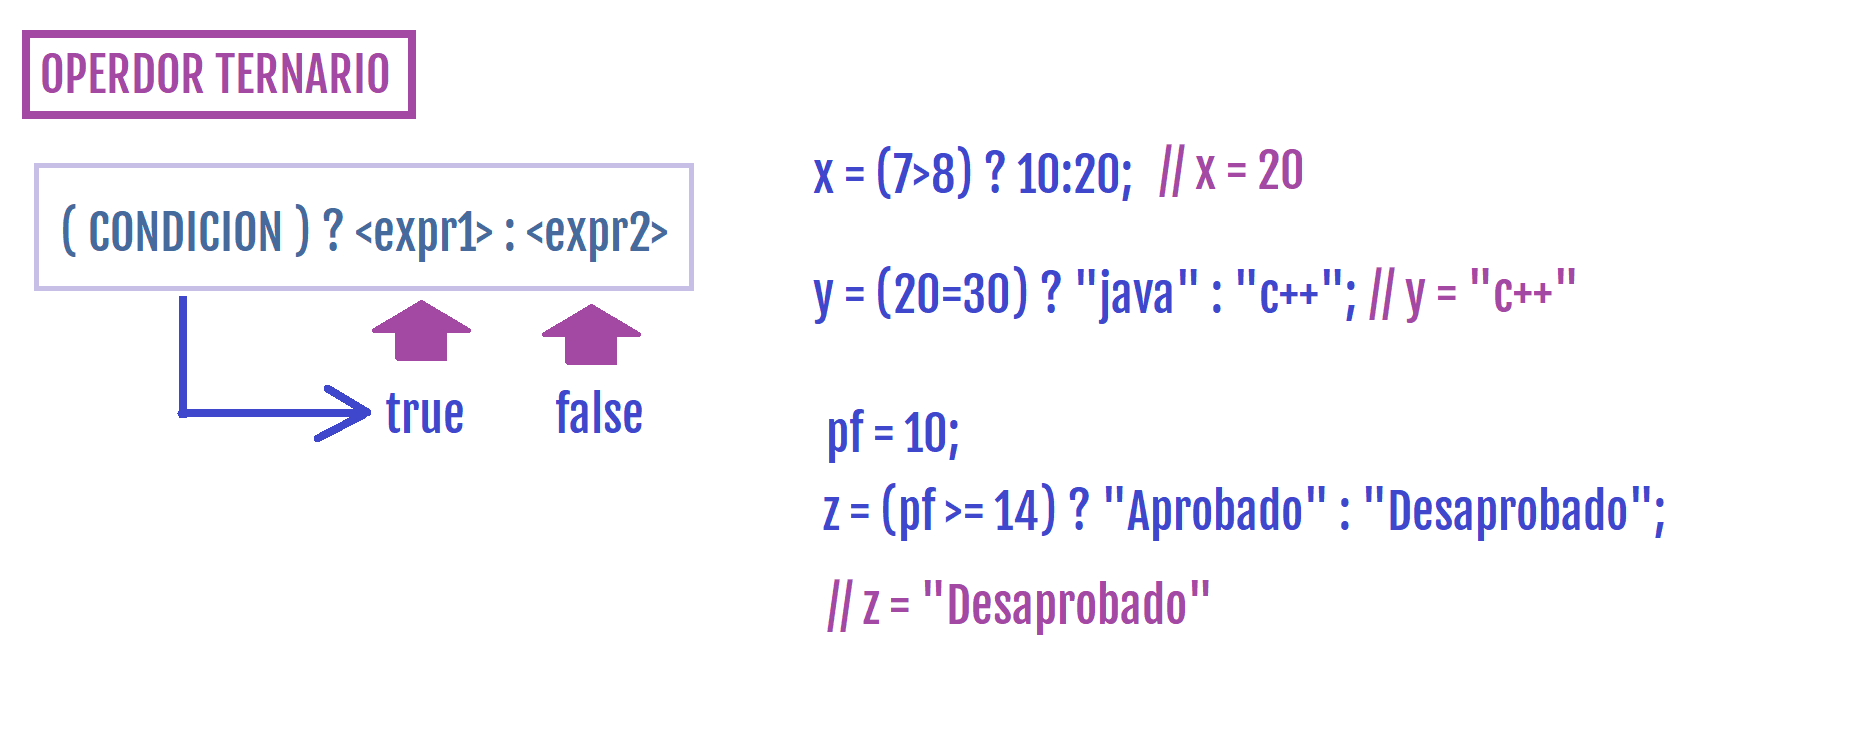 OPERDOR TERNARIO
( CONDICION ) ? <expr1> : <expr2>
true false
x = (7>8) ? 10:20; // x = 20
y = (20=30) ? "java" : "c++"; // y = "c++"
pf = 10;
z = (pf >= 14) ? "Aprobado" : "Desaprobado";
// z = "Desaprobado"